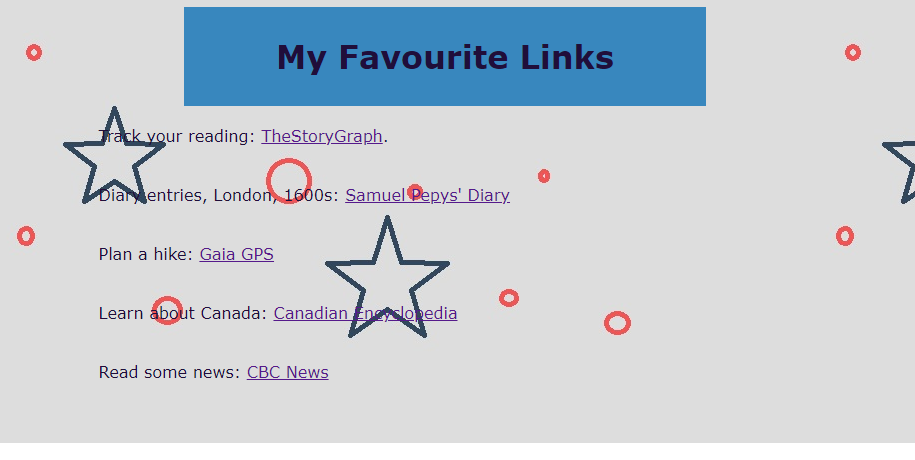 My Favourite Links
Track your reading: TheStoryGraph.
Diary entries, London, 1600s: Samuel Pepys' Diary
Plan a hike: Gaia GPS
Learn about Canada: Canadian Encyclopedia
Read some news: CBC News